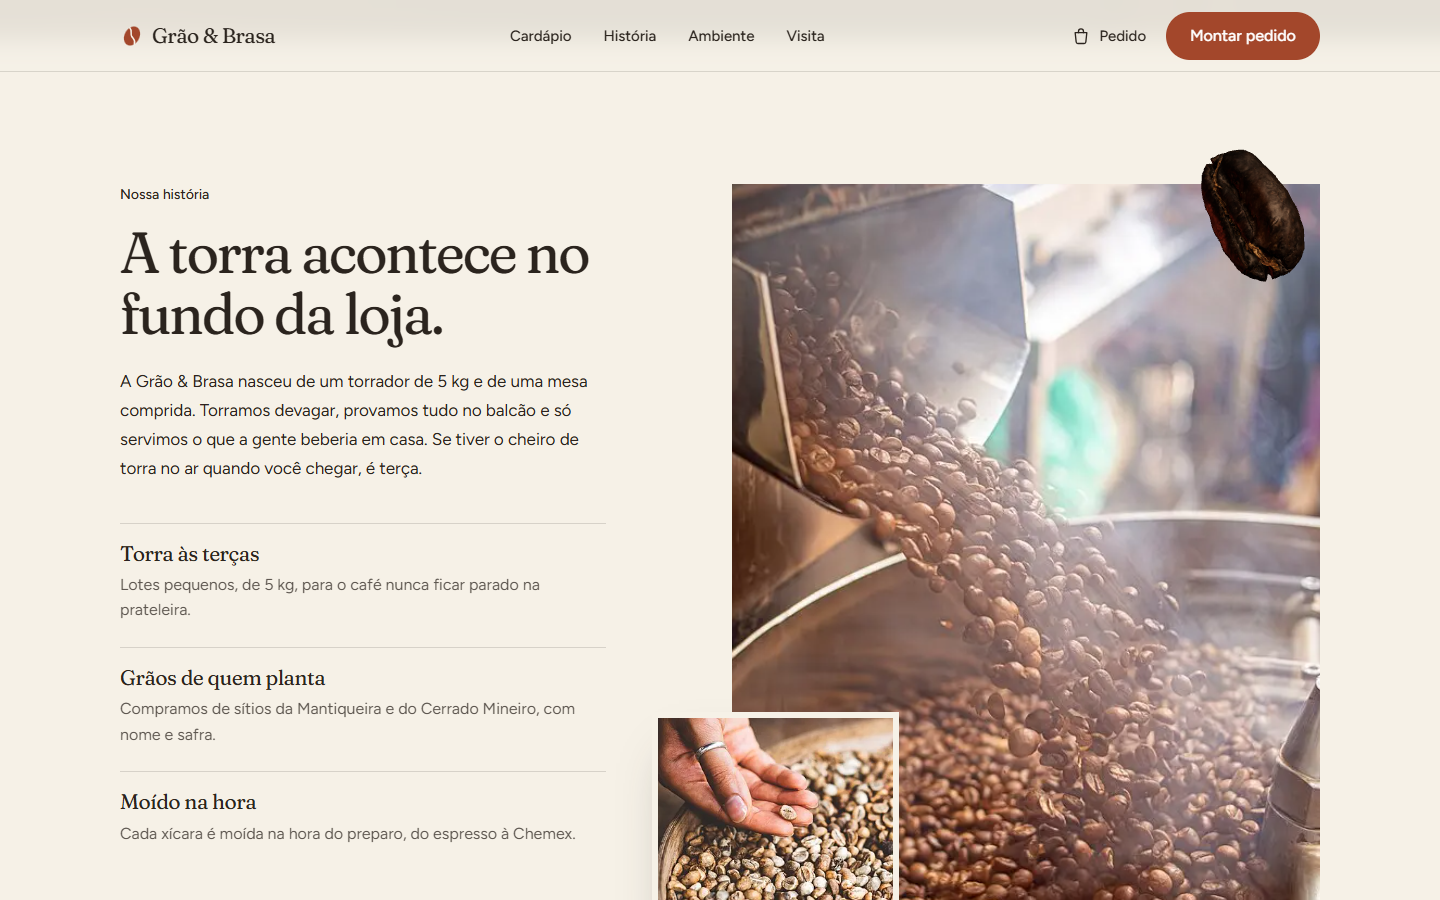 Grão & Brasa
Cardápio
História
Ambiente
Visita
Pedido
Montar pedido
Nossa história
A torra acontece no
fundo da loja.
A Grão & Brasa nasceu de um torrador de 5 kg e de uma mesa
comprida. Torramos devagar, provamos tudo no balcão e só
servimos o que a gente beberia em casa. Se tiver o cheiro de
torra no ar quando você chegar, é terça.
Torra às terças
Lotes pequenos, de 5 kg, para o café nunca ficar parado na
prateleira.
Grãos de quem planta
Compramos de sítios da Mantiqueira e do Cerrado Mineiro, com
nome e safra.
Moído na hora
Cada xícara é moída na hora do preparo, do espresso à Chemex.